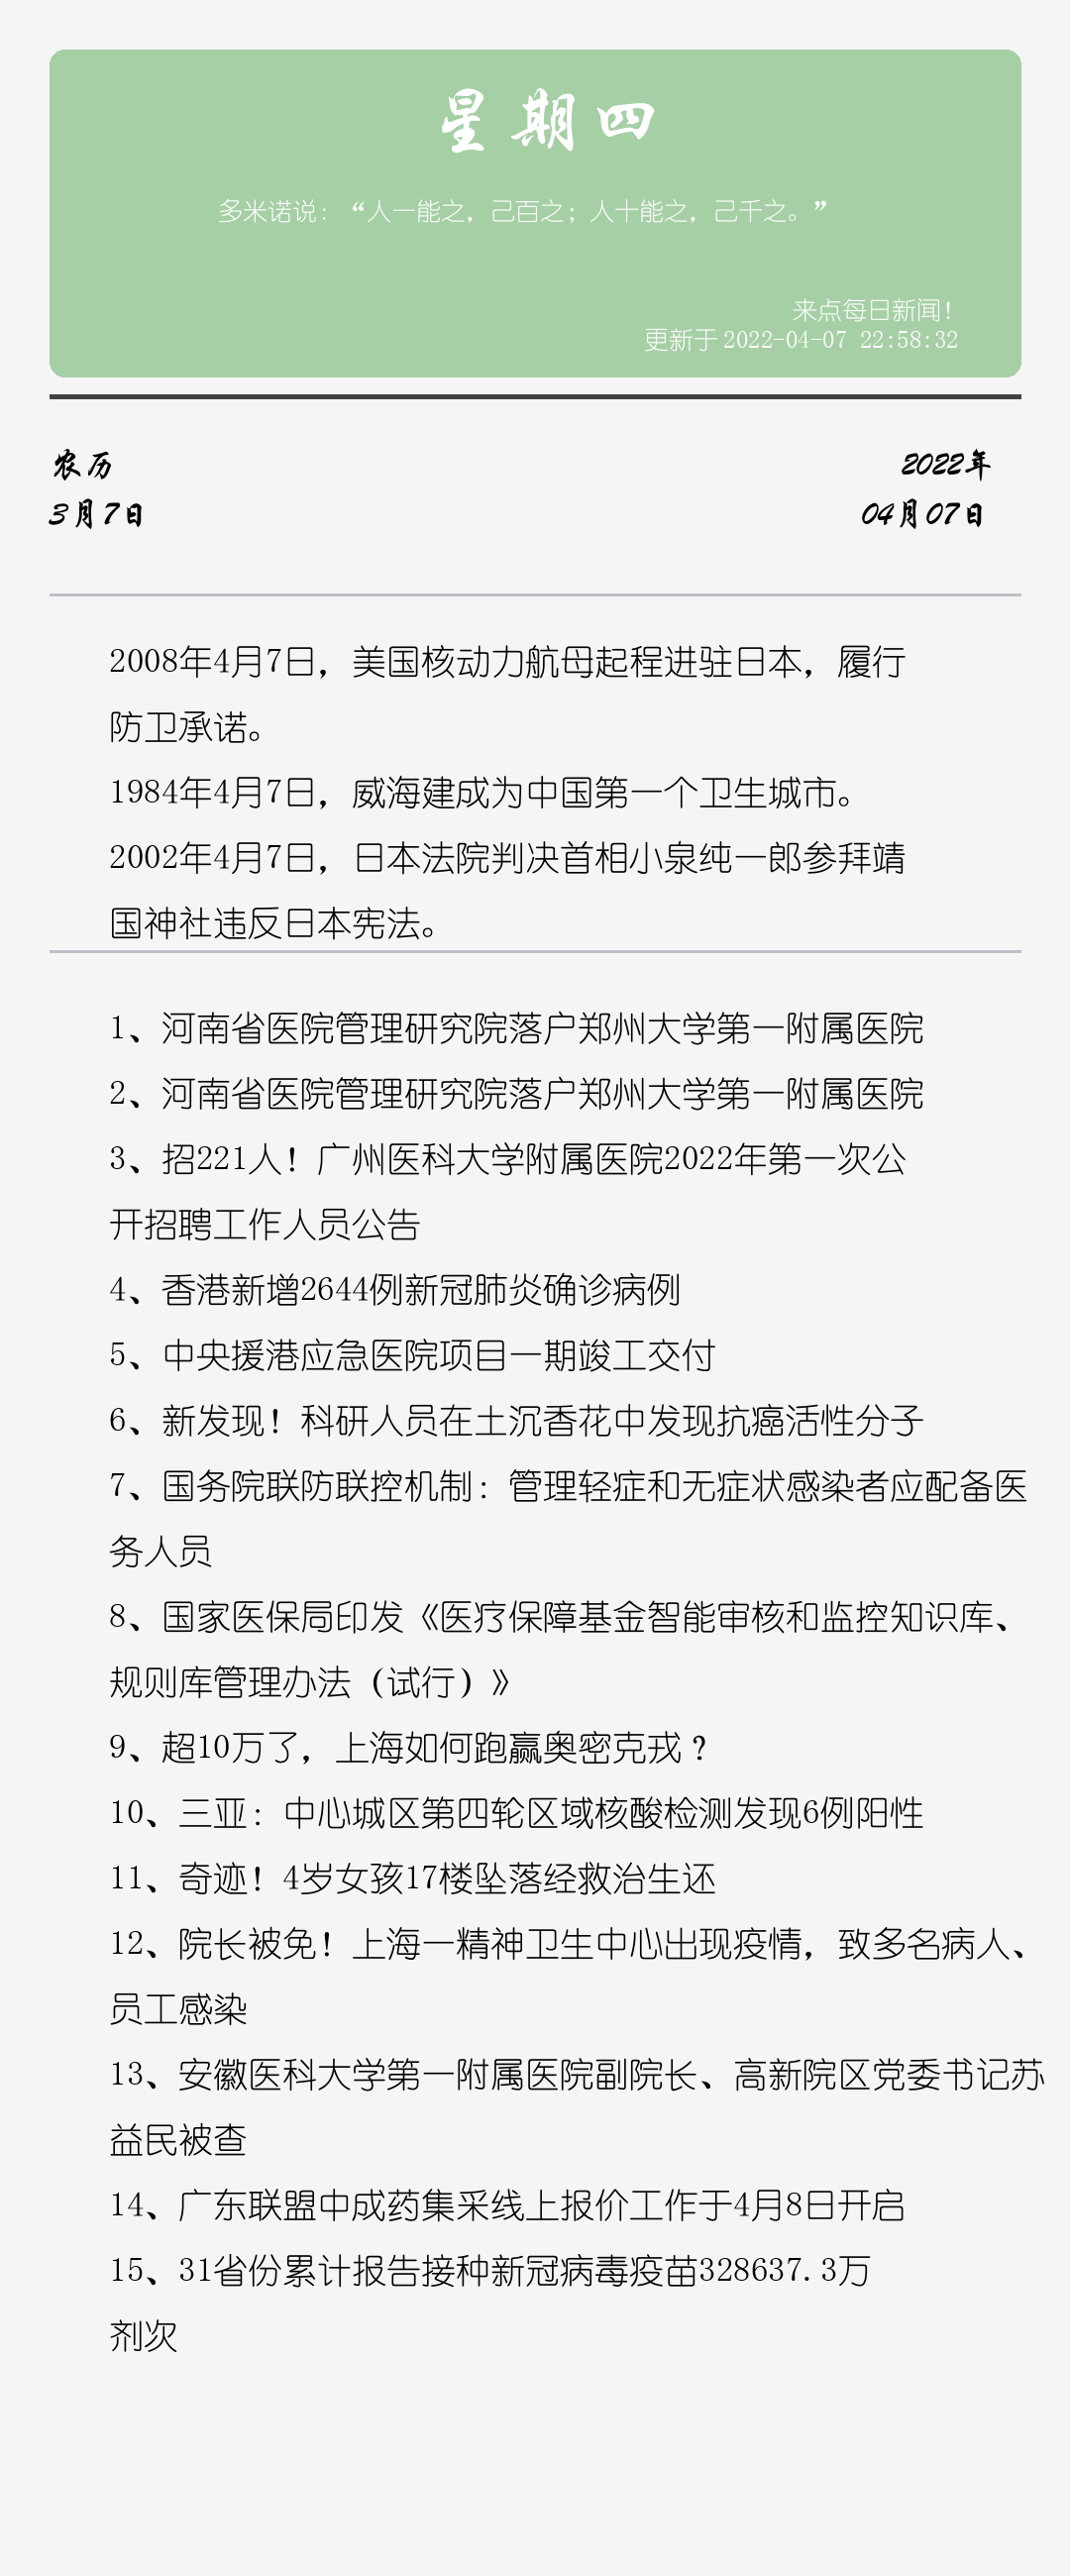 星期四
多米诺说：“人一能之，己百之；人十能之，己千之。”
来点每日新闻！
更新于 2022-04-07 22:58:32
农历
2022年
3月7日
04月07日
2008年4月7日，美国核动力航母起程进驻日本，履行
防卫承诺。
1984年4月7日，威海建成为中国第一个卫生城市。
2002年4月7日，日本法院判决首相小泉纯一郎参拜靖
国神社违反日本宪法。
1、河南省医院管理研究院落户郑州大学第一附属医院
2、河南省医院管理研究院落户郑州大学第一附属医院
3、招221人！广州医科大学附属医院2022年第一次公
开招聘工作人员公告
4、香港新增2644例新冠肺炎确诊病例
5、中央援港应急医院项目一期竣工交付
6、新发现！科研人员在土沉香花中发现抗癌活性分子
7、国务院联防联控机制：管理轻症和无症状感染者应配备医
务人员
8、国家医保局印发《医疗保障基金智能审核和监控知识库、
规则库管理办法（试行）》
9、超10万了，上海如何跑赢奥密克戎？
10、三亚：中心城区第四轮区域核酸检测发现6例阳性
11、奇迹！4岁女孩17楼坠落经救治生还
12、院长被免！上海一精神卫生中心出现疫情，致多名病人、
员工感染
13、安徽医科大学第一附属医院副院长、高新院区党委书记苏
益民被查
14、广东联盟中成药集采线上报价工作于4月8日开启
15、31省份累计报告接种新冠病毒疫苗328637.3万
剂次